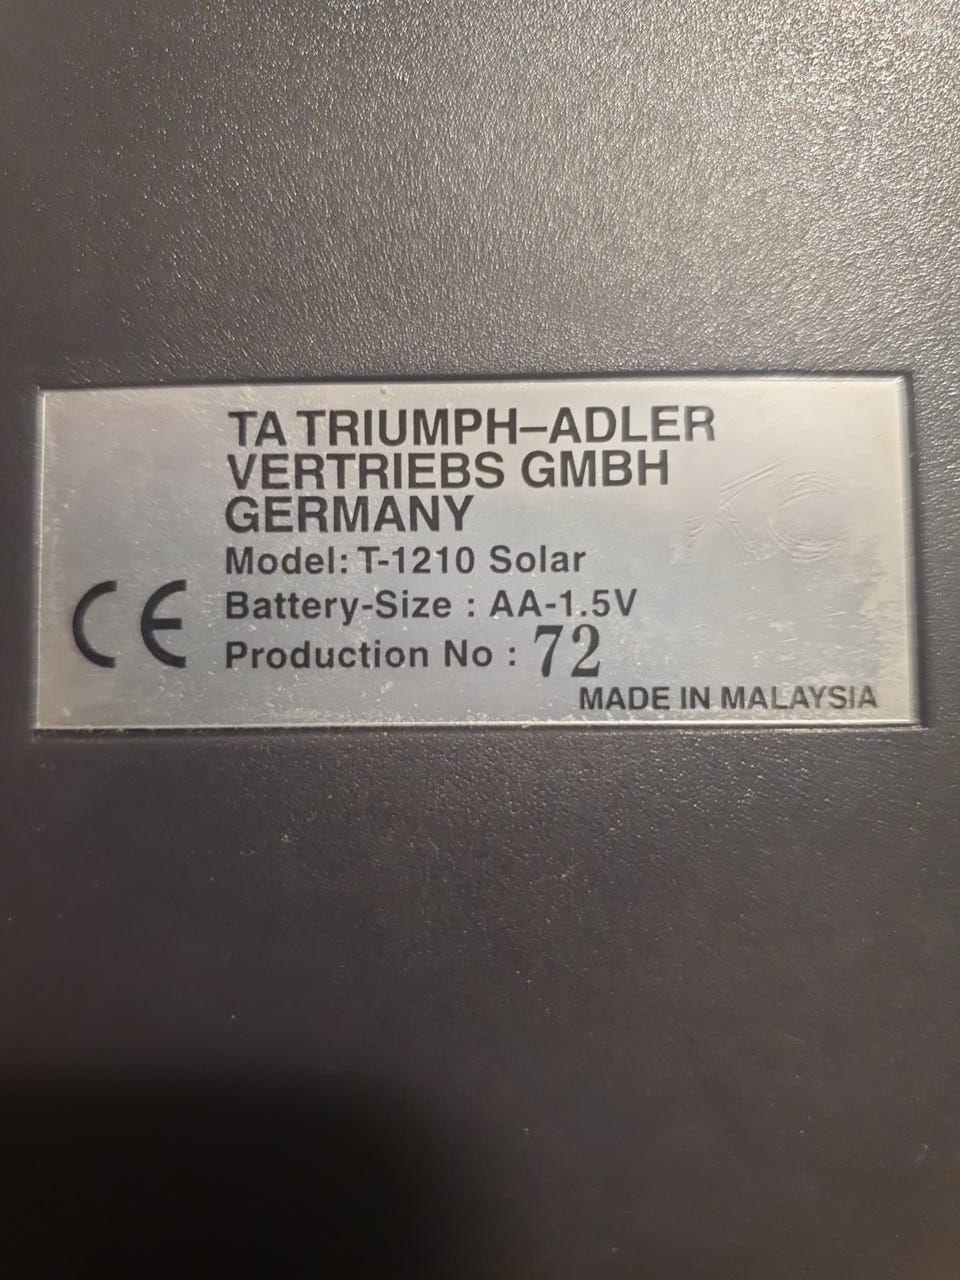 TA TRIUMPH–ADLER
VERTRIEBS GMBH
GERMANY
Model: T-1210 Solar
CE Battery-Size : AA-1.5V
Production No : 72
MADE IN MALAYSIA